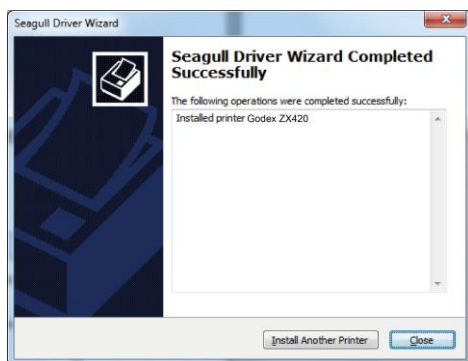 Seagull Driver Wizard
Seagull Driver Wizard Completed
Successfully
The following operations were completed successfully:
Installed printer Godex ZX420
Install Another Printer
Close